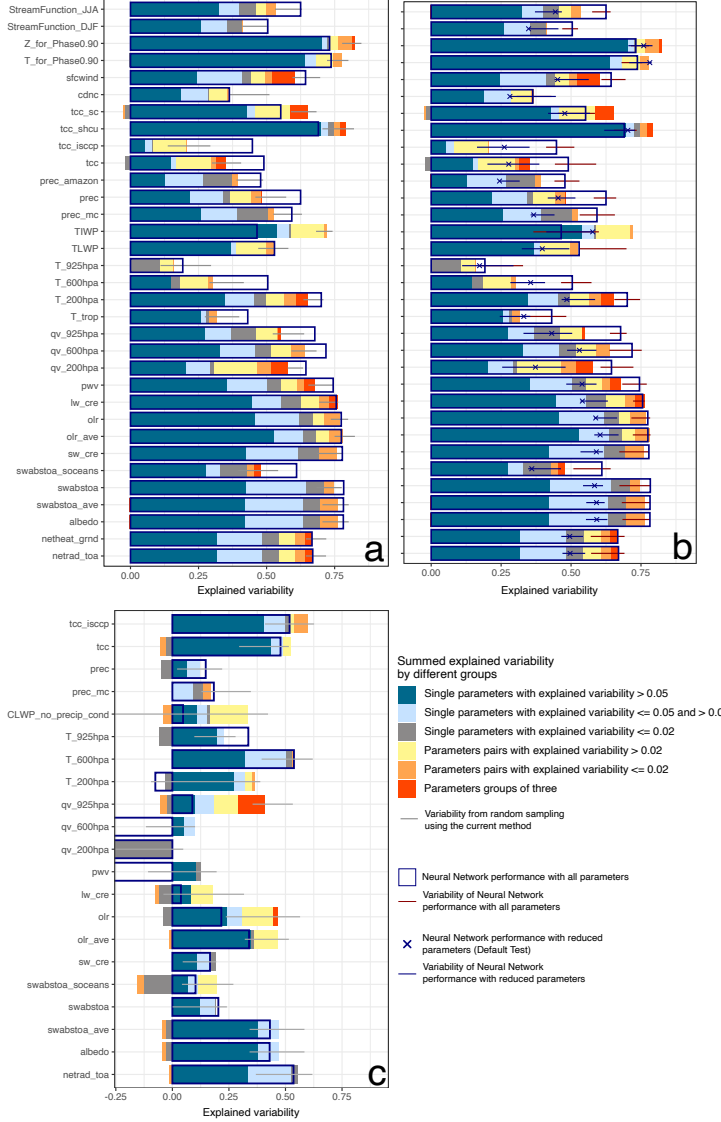 StreamFunction_JJA
StreamFunction_DJF
Z_for_Phase0.90
T_for_Phase0.90
sfcwind
cdnc
tcc_sc
tcc_shcu
tcc_isccp
tcc
prec_amazon
prec
prec_mc
TIWP
TLWP
T_925hpa
T_600hpa
T_200hpa
T_trop
qv_925hpa
qv_600hpa
qv_200hpa
pwv
lw_cre
olr
olr_ave
sw_cre
swabstoa_soceans
swabstoa
swabstoa_ave
albedo
netheat_grnd
netrad_toa
a
0.00 0.25 0.50 0.75
Explained variability
b
0.00 0.25 0.50 0.75
Explained variability
tcc_isccp
tcc
prec
prec_mc
CLWP_no_precip_cond
T_925hpa
T_600hpa
T_200hpa
qv_925hpa
qv_600hpa
qv_200hpa
pwv
lw_cre
olr
olr_ave
sw_cre
swabstoa_soceans
swabstoa
swabstoa_ave
albedo
netrad_toa
c
-0.25 0.00 0.25 0.50 0.75
Explained variability
Summed explained variability
by different groups
Single parameters with explained variability > 0.05
Single parameters with explained variability <= 0.05 and > 0.0
Single parameters with explained variability <= 0.02
Parameters pairs with explained variability > 0.02
Parameters pairs with explained variability <= 0.02
Parameters groups of three
Variability from random sampling
using the current method
Neural Network performance with all parameters
Variability of Neural Network
performance with all parameters
Neural Network performance with reduced
parameters (Default Test)
Variability of Neural Network
performance with reduced parameters